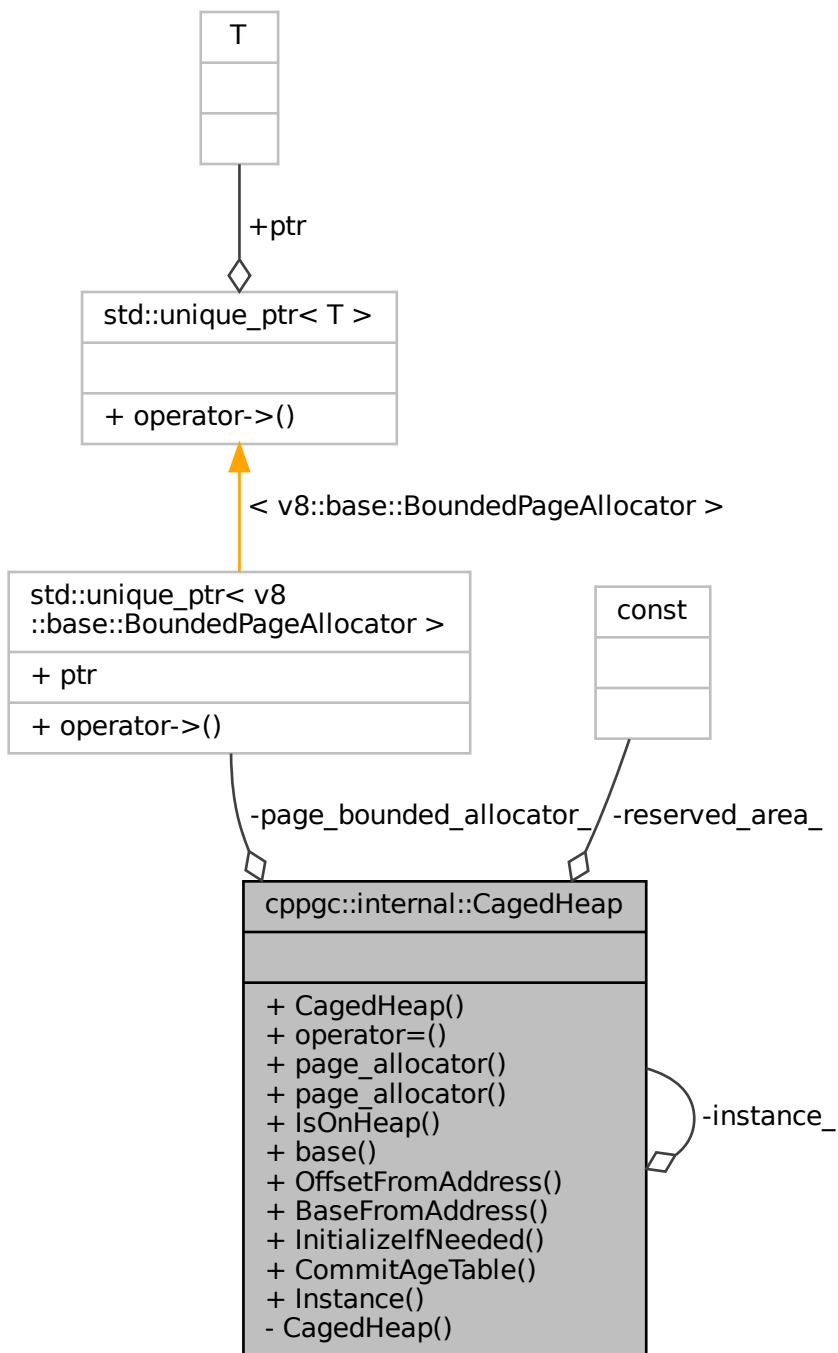 T
+ptr
std::unique_ptr< T >
+ operator->()
< v8::base::BoundedPageAllocator >
std::unique_ptr< v8
::base::BoundedPageAllocator >
+ ptr
+ operator->()
const
-page_bounded_allocator_
-reserved_area_
cppgc::internal::CagedHeap
+ CagedHeap()
+ operator=()
+ page_allocator()
+ page_allocator()
+ IsOnHeap()
+ base()
+ OffsetFromAddress()
+ BaseFromAddress()
+ InitializeIfNeeded()
+ CommitAgeTable()
+ Instance()
- CagedHeap()
-instance_